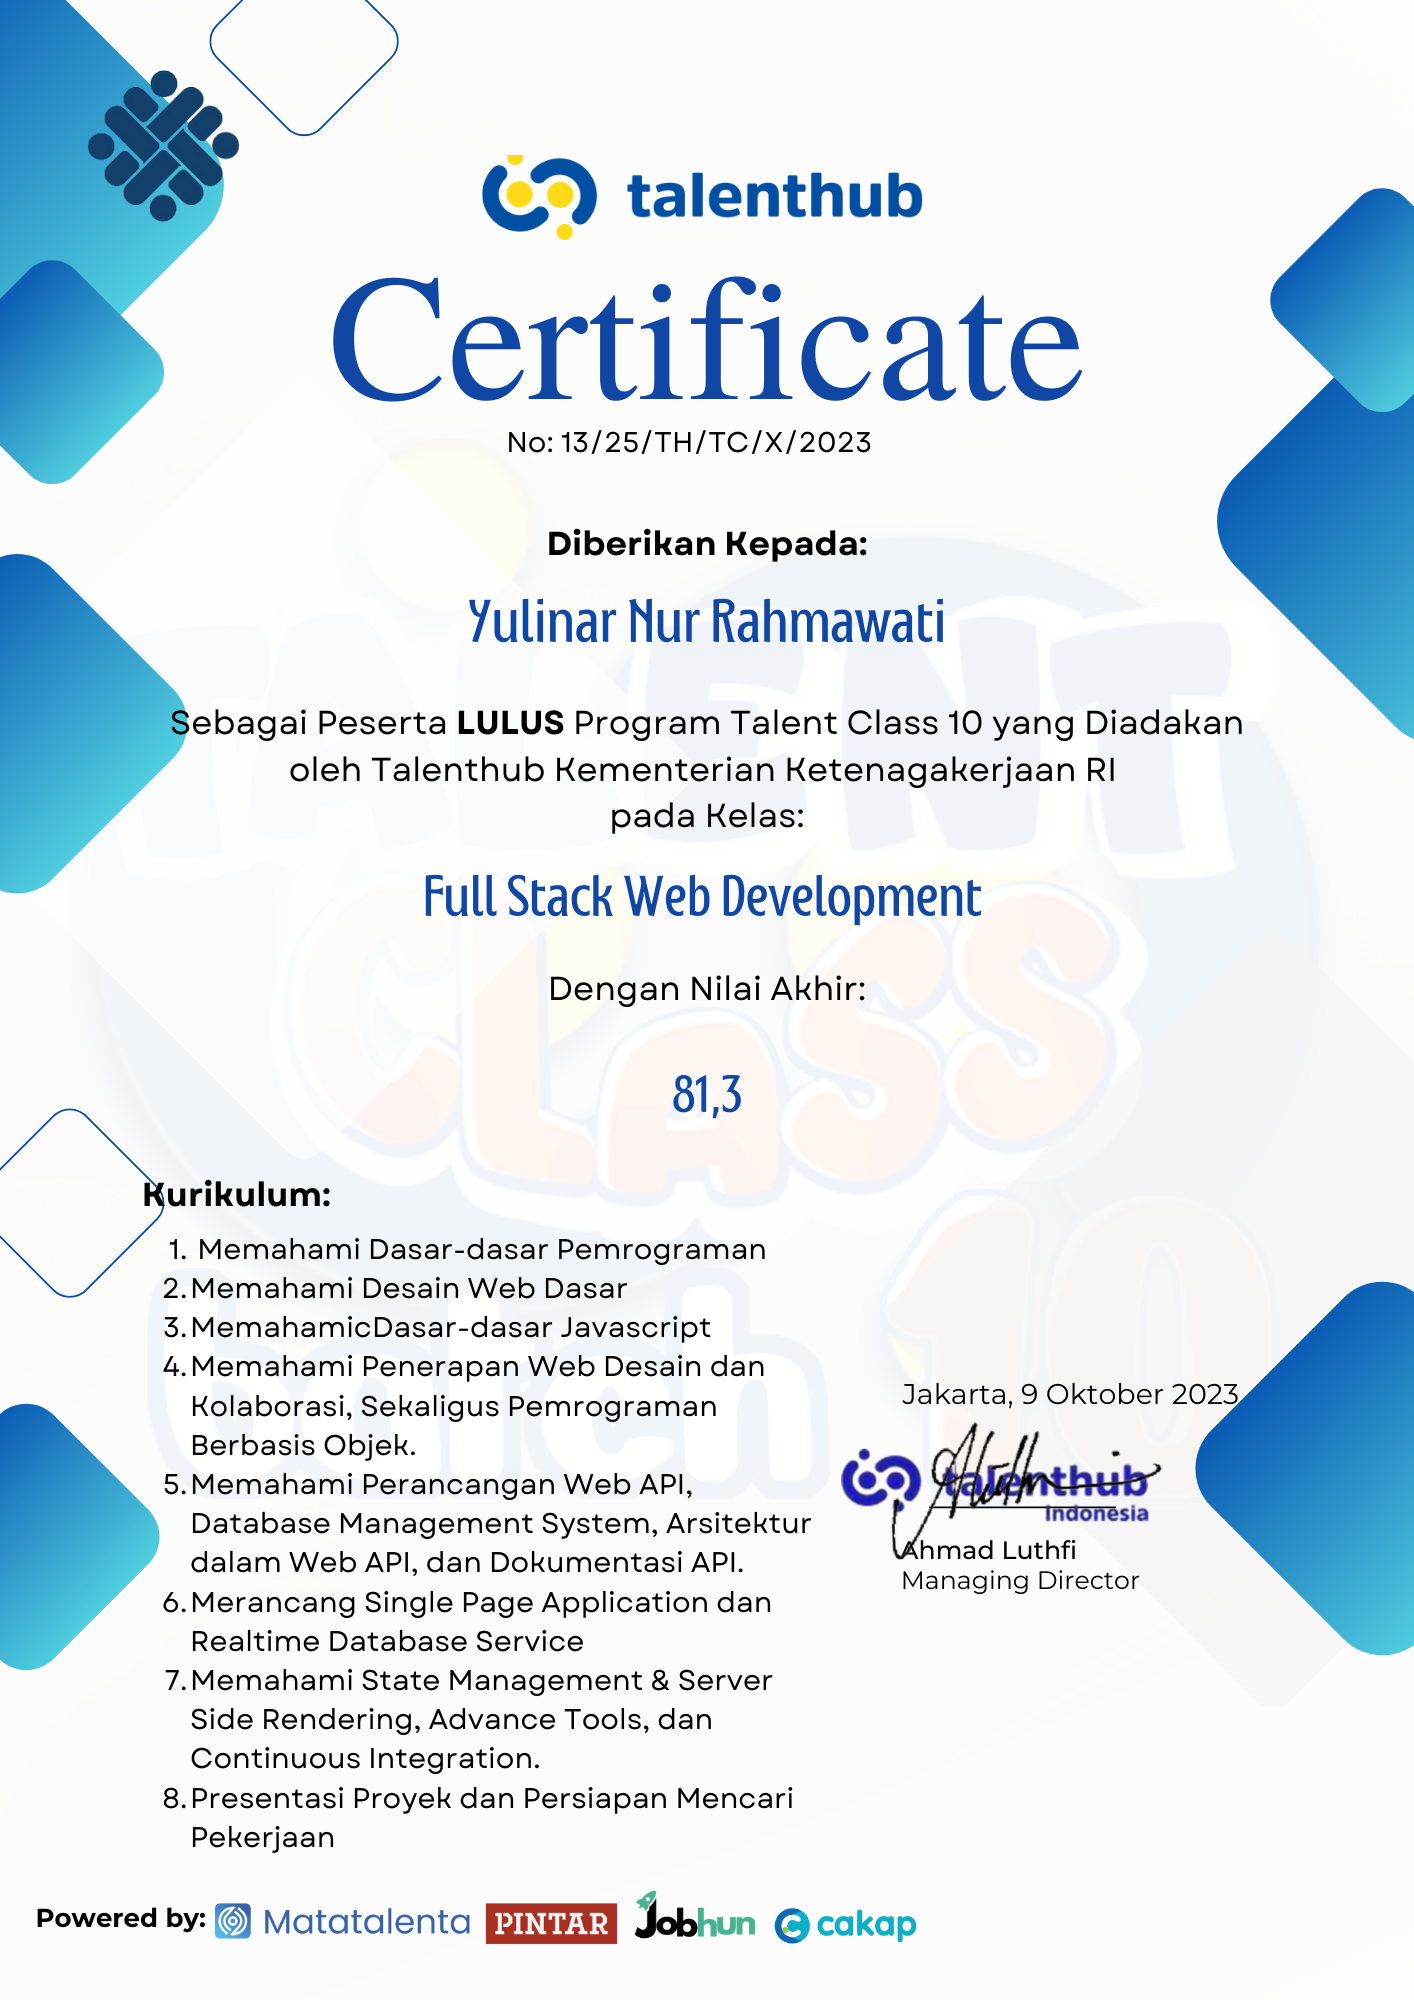 talenthub
Certificate
No: 13/25/TH/TC/X/2023
Diberikan Kepada:
Yulinar Nur Rahmawati
Sebagai Peserta LULUS Program Talent Class 10 yang Diadakan
oleh Talenthub Kementerian Ketenagakerjaan RI
pada Kelas:
Full Stack Web Development
Dengan Nilai Akhir:
81,3
TALENT
CLASS
batch 10
Kurikulum:
1. Memahami Dasar-dasar Pemrograman
2. Memahami Desain Web Dasar
3. MemahamicDasar-dasar Javascript
4. Memahami Penerapan Web Desain dan
Kolaborasi, Sekaligus Pemrograman
Berbasis Objek.
5. Memahami Perancangan Web API,
Database Management System, Arsitektur
dalam Web API, dan Dokumentasi API.
6. Merancang Single Page Application dan
Realtime Database Service
7. Memahami State Management & Server
Side Rendering, Advance Tools, dan
Continuous Integration.
8. Presentasi Proyek dan Persiapan Mencari
Pekerjaan
Jakarta, 9 Oktober 2023
talenthub
Indonesia
Ahmad Luthfi
Managing Director
Powered by: Matatalenta PINTAR Jobhun cakap